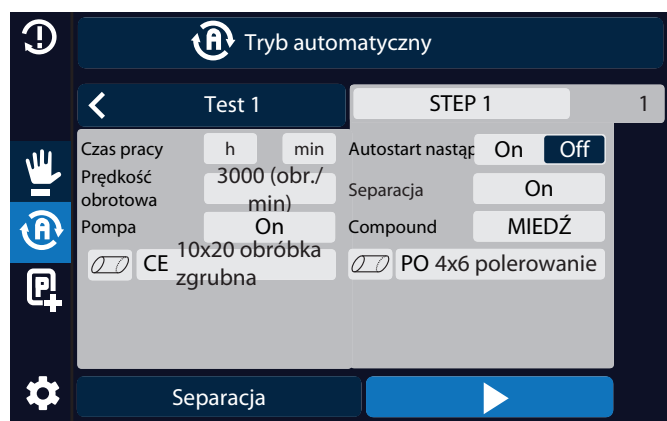 Tryb automatyczny
Test 1
STEP 1
1
Czas pracy
h
min
Autostart nastąp
On
Off
Prędkość
obrotowa
3000 (obr./
min)
Separacja
On
Pompa
On
Compound
MIEDŹ
CE
10x20 obróbka
zgrubna
PO 4x6 polerowanie
Separacja